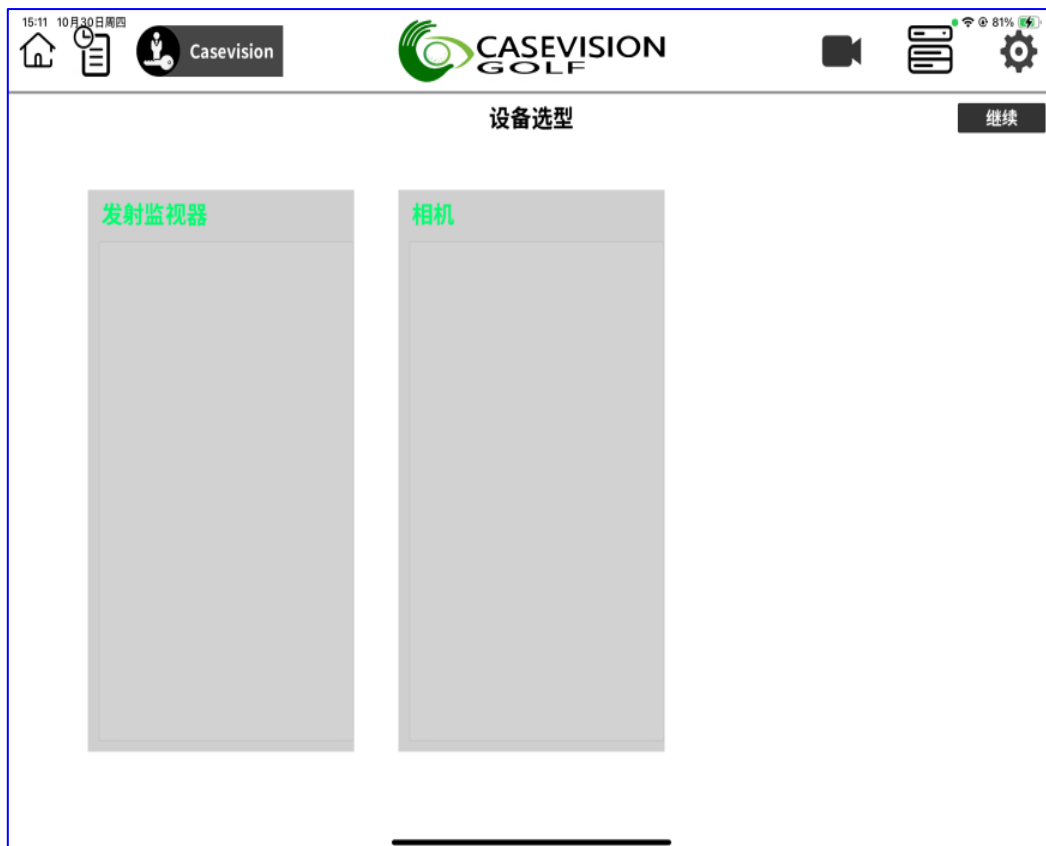 15:11 10月30日周四
81%
Casevision
CASEVISION
GOLF
设备选型
继续
发射监视器
相机